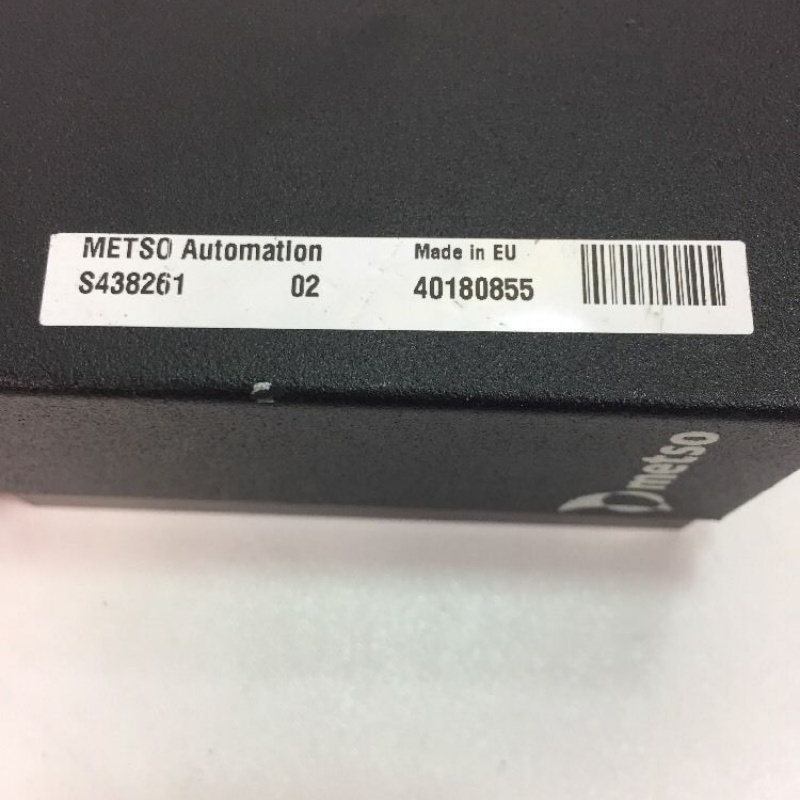 METSO Automation Made in EU
S438261 02 40180855
metso